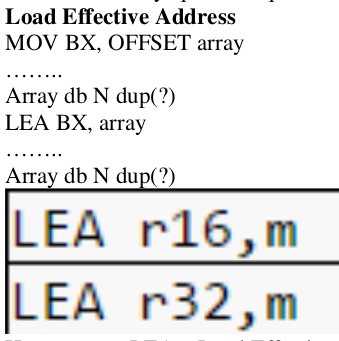 Load Effective Address
MOV BX, OFFSET array
……..
Array db N dup(?)
LEA BX, array
……..
Array db N dup(?)
LEA r16,m
LEA r32,m